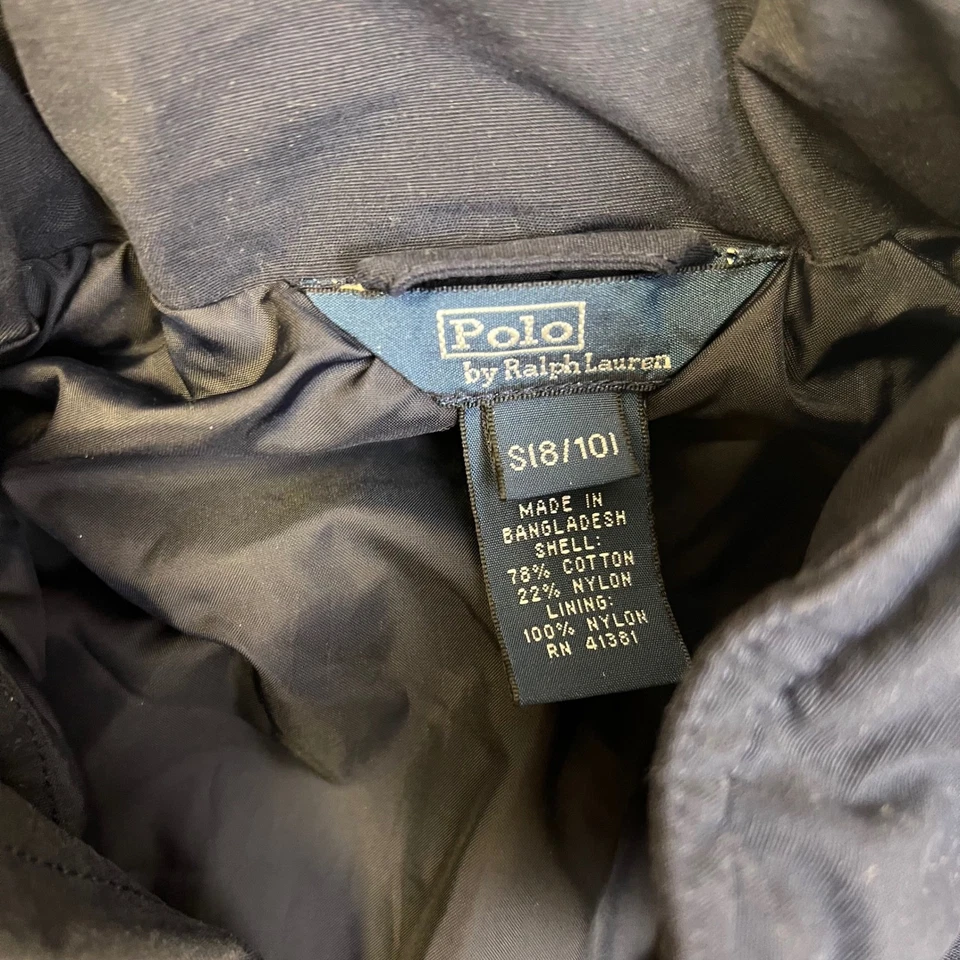 Polo
by Ralph Lauren
S(8/10)
MADE IN
BANGLADESH
SHELL:
78% COTTON
22% NYLON
LINING:
100% NYLON
RN 41381